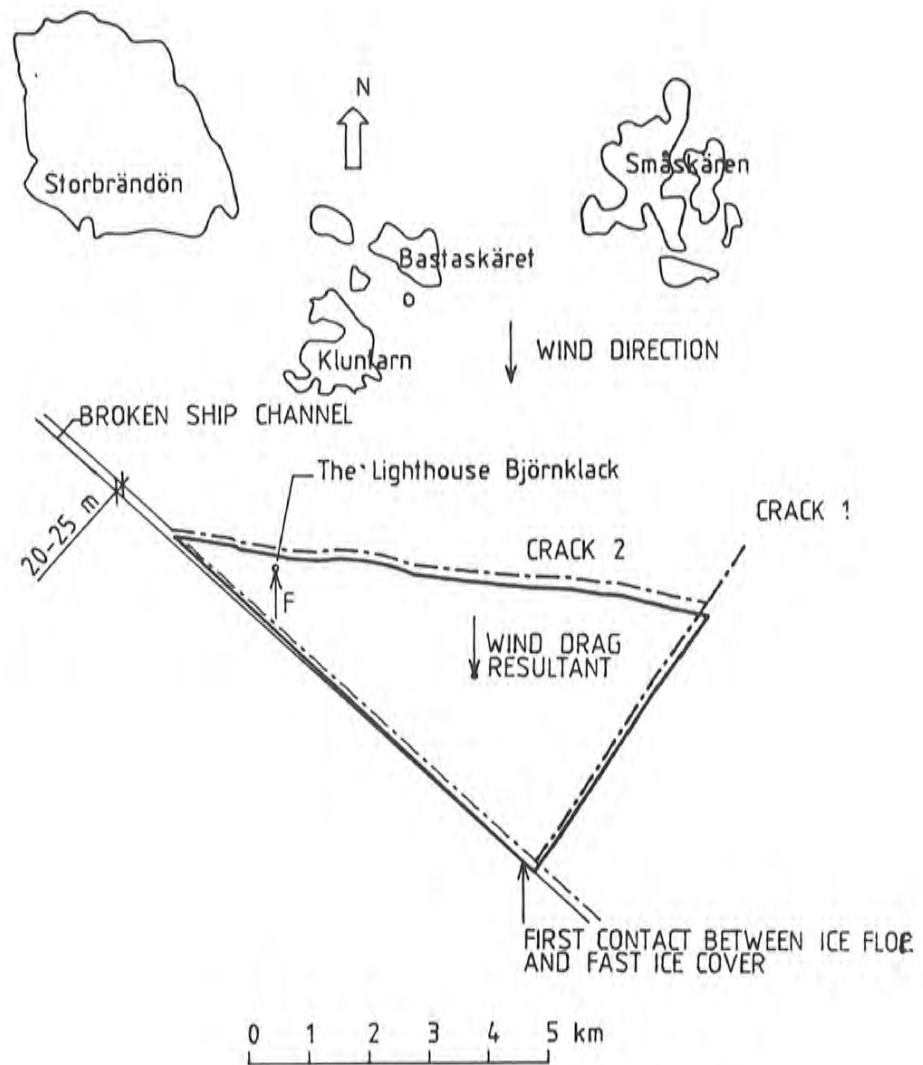 N
Storbrändön
Småskären
Bastaskäret
Kluntarn
WIND DIRECTION
BROKEN SHIP CHANNEL
The Lighthouse Björnklack
20-25 m
CRACK 1
CRACK 2
F
WIND DRAG
RESULTANT
FIRST CONTACT BETWEEN ICE FLOE
AND FAST ICE COVER
0 1 2 3 4 5 km